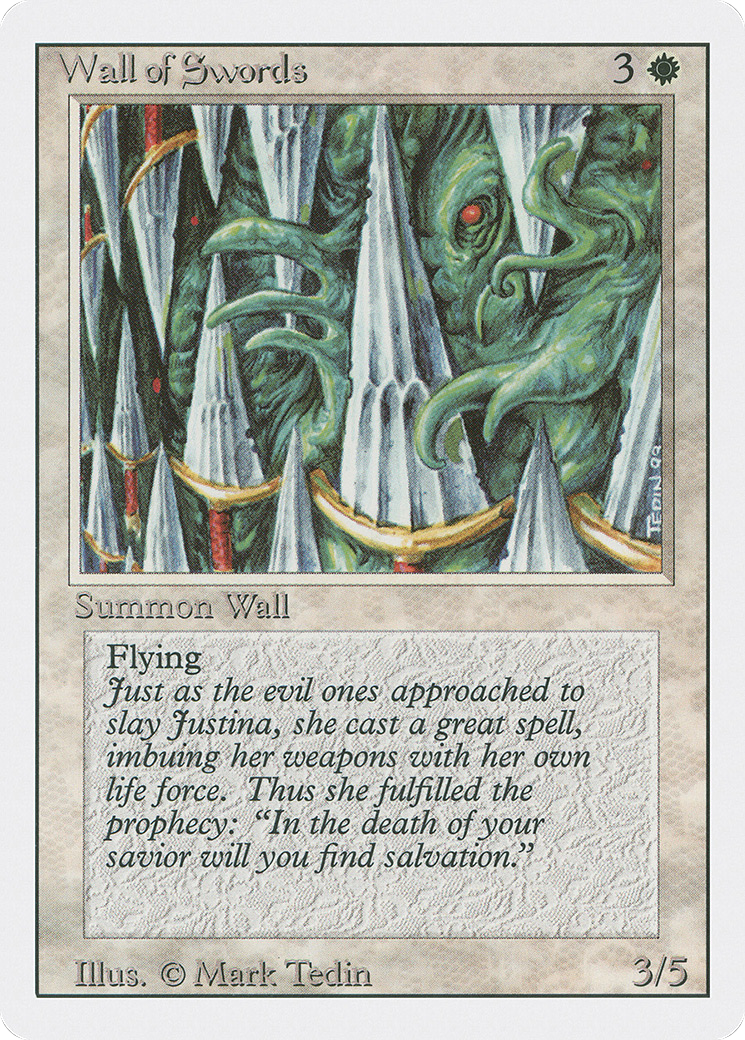 Wall of Swords 3
TEDIN 93
Summon Wall
Flying
Just as the evil ones approached to
slay Justina, she cast a great spell,
imbuing her weapons with her own
life force. Thus she fulfilled the
prophecy: “In the death of your
savior will you find salvation.”
Illus. © Mark Tedin 3/5